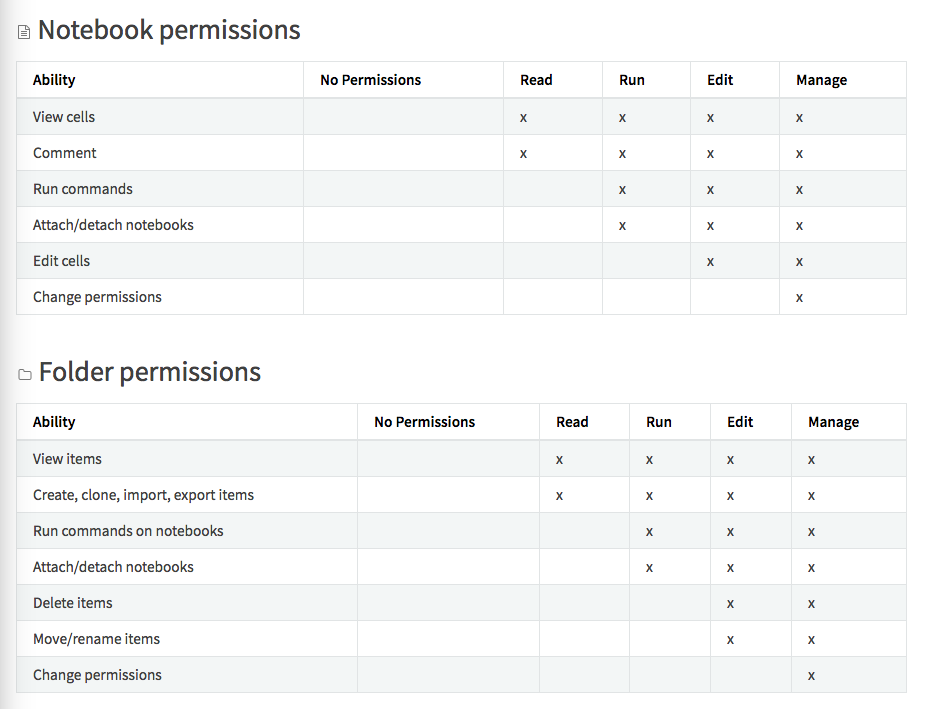 Notebook permissions
Ability No Permissions Read Run Edit Manage
View cells x x x x
Comment x x x x
Run commands x x x
Attach/detach notebooks x x x
Edit cells x x
Change permissions x
Folder permissions
Ability No Permissions Read Run Edit Manage
View items x x x x
Create, clone, import, export items x x x x
Run commands on notebooks x x x
Attach/detach notebooks x x x
Delete items x x
Move/rename items x x
Change permissions x